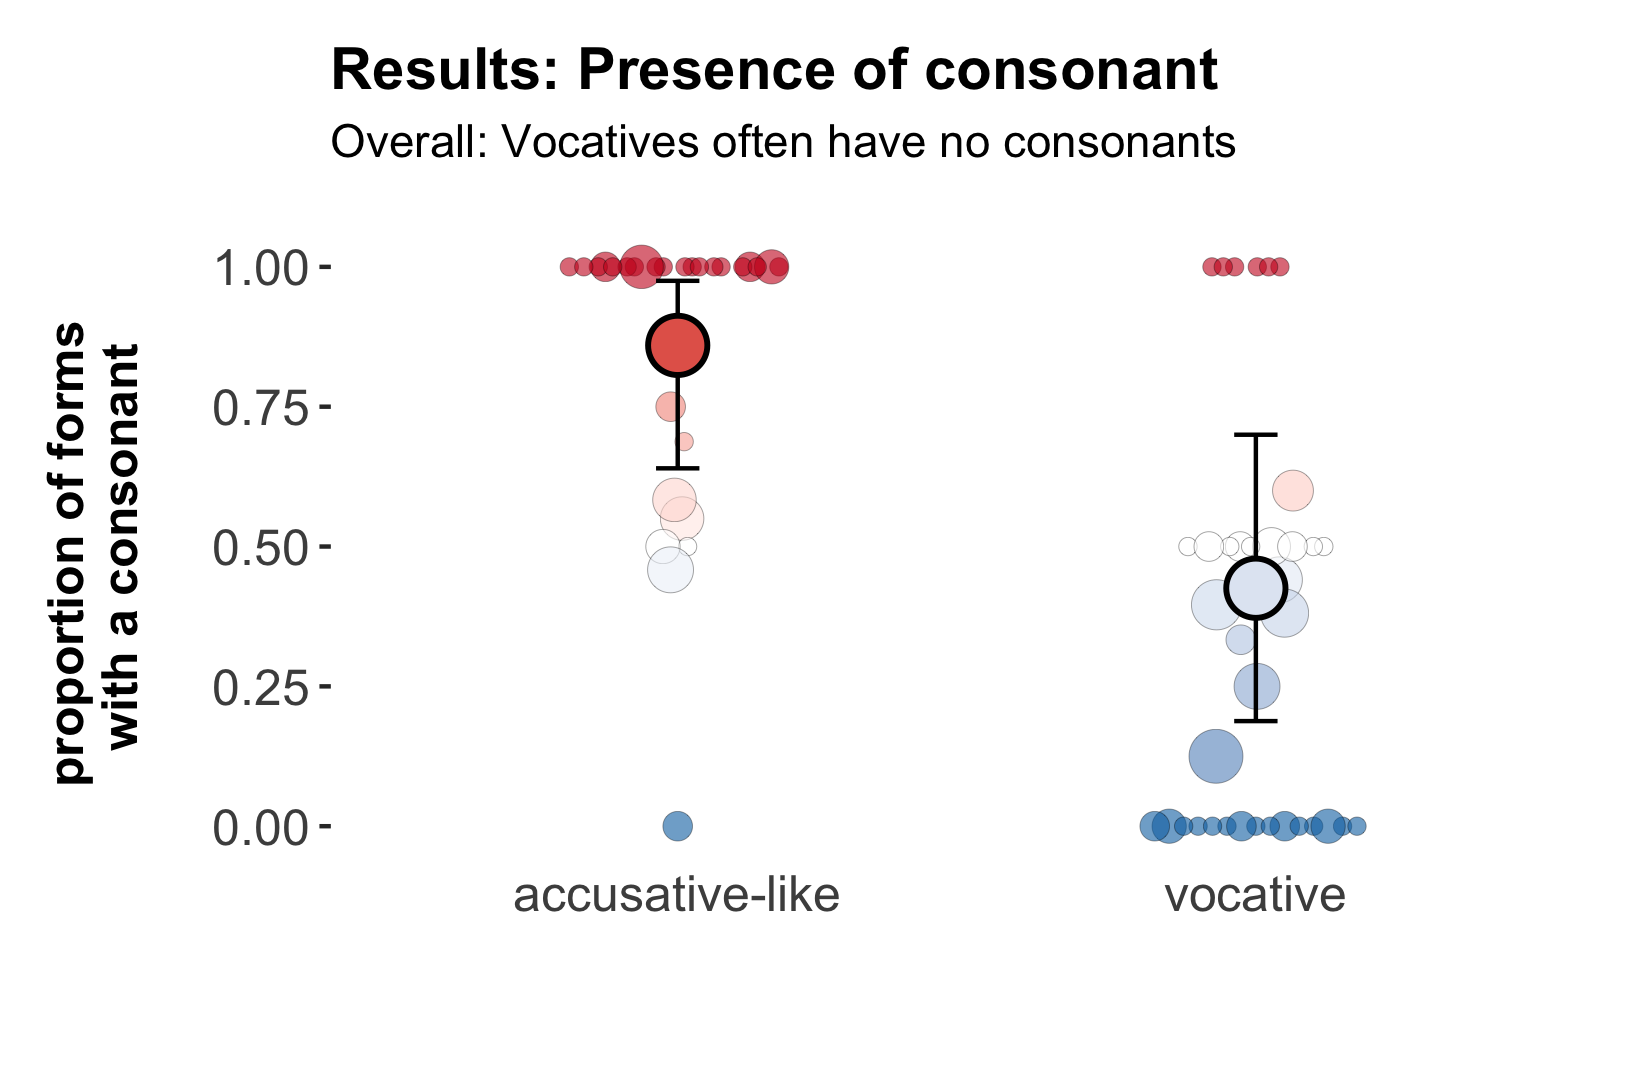 Results: Presence of consonant
Overall: Vocatives often have no consonants
proportion of forms
with a consonant
1.00
0.75
0.50
0.25
0.00
accusative-like
vocative